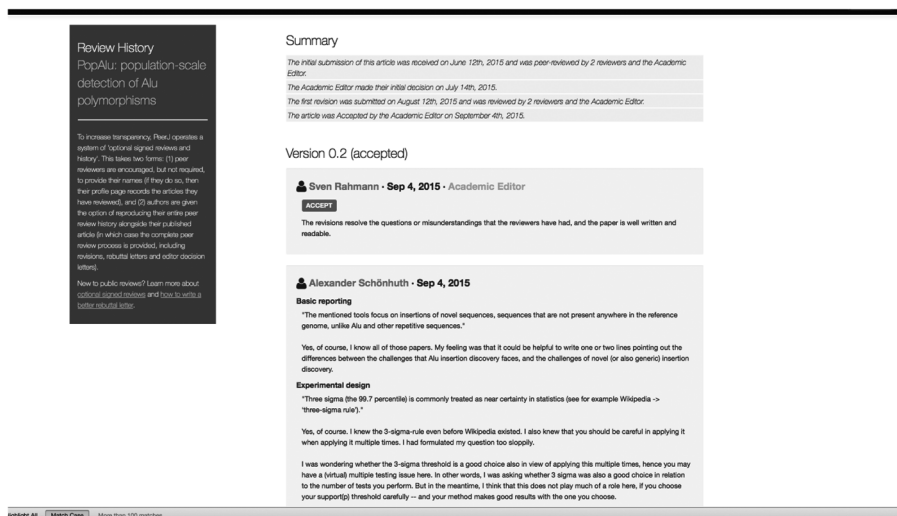 Review History
PopAlu: population-scale
detection of Alu
polymorphisms
To increase transparency, PeerJ operates a
system of 'optional signed reviews and
history'. This takes two forms: (1) peer
reviewers are encouraged, but not required,
to provide their names (if they do so, then
their profile page records the articles they
have reviewed), and (2) authors are given
the option of reproducing their entire peer
review history alongside their published
article (in which case the complete peer
review process is provided, including
revisions, rebuttal letters and editor decision
letters).
New to public reviews? Learn more about
optional signed reviews and how to write a
better rebuttal letter.
Summary
The initial submission of this article was received on June 12th, 2015 and was peer-reviewed by 2 reviewers and the Academic
Editor.
The Academic Editor made their initial decision on July 14th, 2015.
The first revision was submitted on August 12th, 2015 and was reviewed by 2 reviewers and the Academic Editor.
The article was Accepted by the Academic Editor on September 4th, 2015.
Version 0.2 (accepted)
Sven Rahmann · Sep 4, 2015 · Academic Editor
ACCEPT
The revisions resolve the questions or misunderstandings that the reviewers have had, and the paper is well written and
readable.
Alexander Schönhuth · Sep 4, 2015
Basic reporting
"The mentioned tools focus on insertions of novel sequences, sequences that are not present anywhere in the reference
genome, unlike Alu and other repetitive sequences."
Yes, of course, I know all of those papers. My feeling was that it could be helpful to write one or two lines pointing out the
differences between the challenges that Alu insertion discovery faces, and the challenges of novel (or also generic) insertion
discovery.
Experimental design
"Three sigma (the 99.7 percentile) is commonly treated as near certainty in statistics (see for example Wikipedia ->
'three-sigma rule')."
Yes, of course. I knew the 3-sigma-rule even before Wikipedia existed. I also knew that you should be careful in applying it
when applying it multiple times. I had formulated my question too sloppily.
I was wondering whether the 3-sigma threshold is a good choice also in view of applying this multiple times, hence you may
have a (virtual) multiple testing issue here. In other words, I was asking whether 3 sigma was also a good choice in relation
to the number of tests you perform. But in the meantime, I think that this does not play much of a role here, if you choose
your support(p) threshold carefully -- and your method makes good results with the one you choose.
Highlight All Match Case More than 100 matches